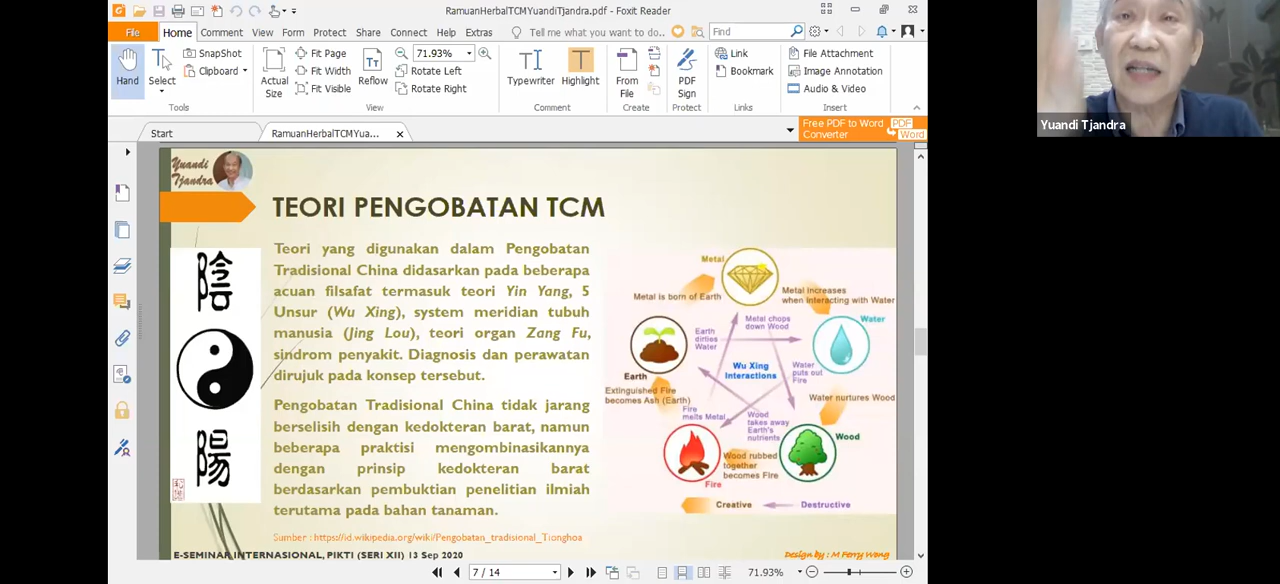 RamuanHerbalTCMYuandiTjandra.pdf - Foxit Reader
File Home Comment View Form Protect Share Connect Help Extras Tell me what you want to do.. Find
Hand
Select
SnapShot
Clipboard
Tools
Actual Size
Fit Page
Fit Width
Fit Visible
Reflow
71.93%
Rotate Left
Rotate Right
View
Typewriter
Highlight
Comment
From File
Create
PDF Sign
Protect
Link
Bookmark
Links
File Attachment
Image Annotation
Audio & Video
Insert
Yuandi Tjandra
Start
RamuanHerbalTCMYua...
Free PDF to Word
Converter
PDF
Word
Yuandi
Tjandra
TEORI PENGOBATAN TCM
陰
陽
Teori yang digunakan dalam Pengobatan
Tradisional China didasarkan pada beberapa
acuan filsafat termasuk teori Yin Yang, 5
Unsur (Wu Xing), system meridian tubuh
manusia (Jing Lou), teori organ Zang Fu,
sindrom penyakit. Diagnosis dan perawatan
dirujuk pada konsep tersebut.
Pengobatan Tradisional China tidak jarang
berselisih dengan kedokteran barat, namun
beberapa praktisi mengombinasikannya
dengan prinsip kedokteran barat
berdasarkan pembuktian penelitian ilmiah
terutama pada bahan tanaman.
Sumber : https://id.wikipedia.org/wiki/Pengobatan_tradisional_Tionghoa
Metal
Metal is born of Earth
Metal increases
when interacting with Water
Metal chops
down Wood
Water
Earth
dirties
Water
Wu Xing
Interactions
Water
puts out
Fire
Earth
Extinguished Fire
becomes Ash (Earth)
Water nurtures Wood
Fire
melts Metal
Wood
takes away
Earth's
nutrients
Wood
Wood rubbed
together
becomes Fire
Fire
Creative
Destructive
E-SEMINAR INTERNASIONAL, PIKTI (SERI XII) 13 Sep 2020
Design by : M Ferry Wong
7 / 14
71.93%